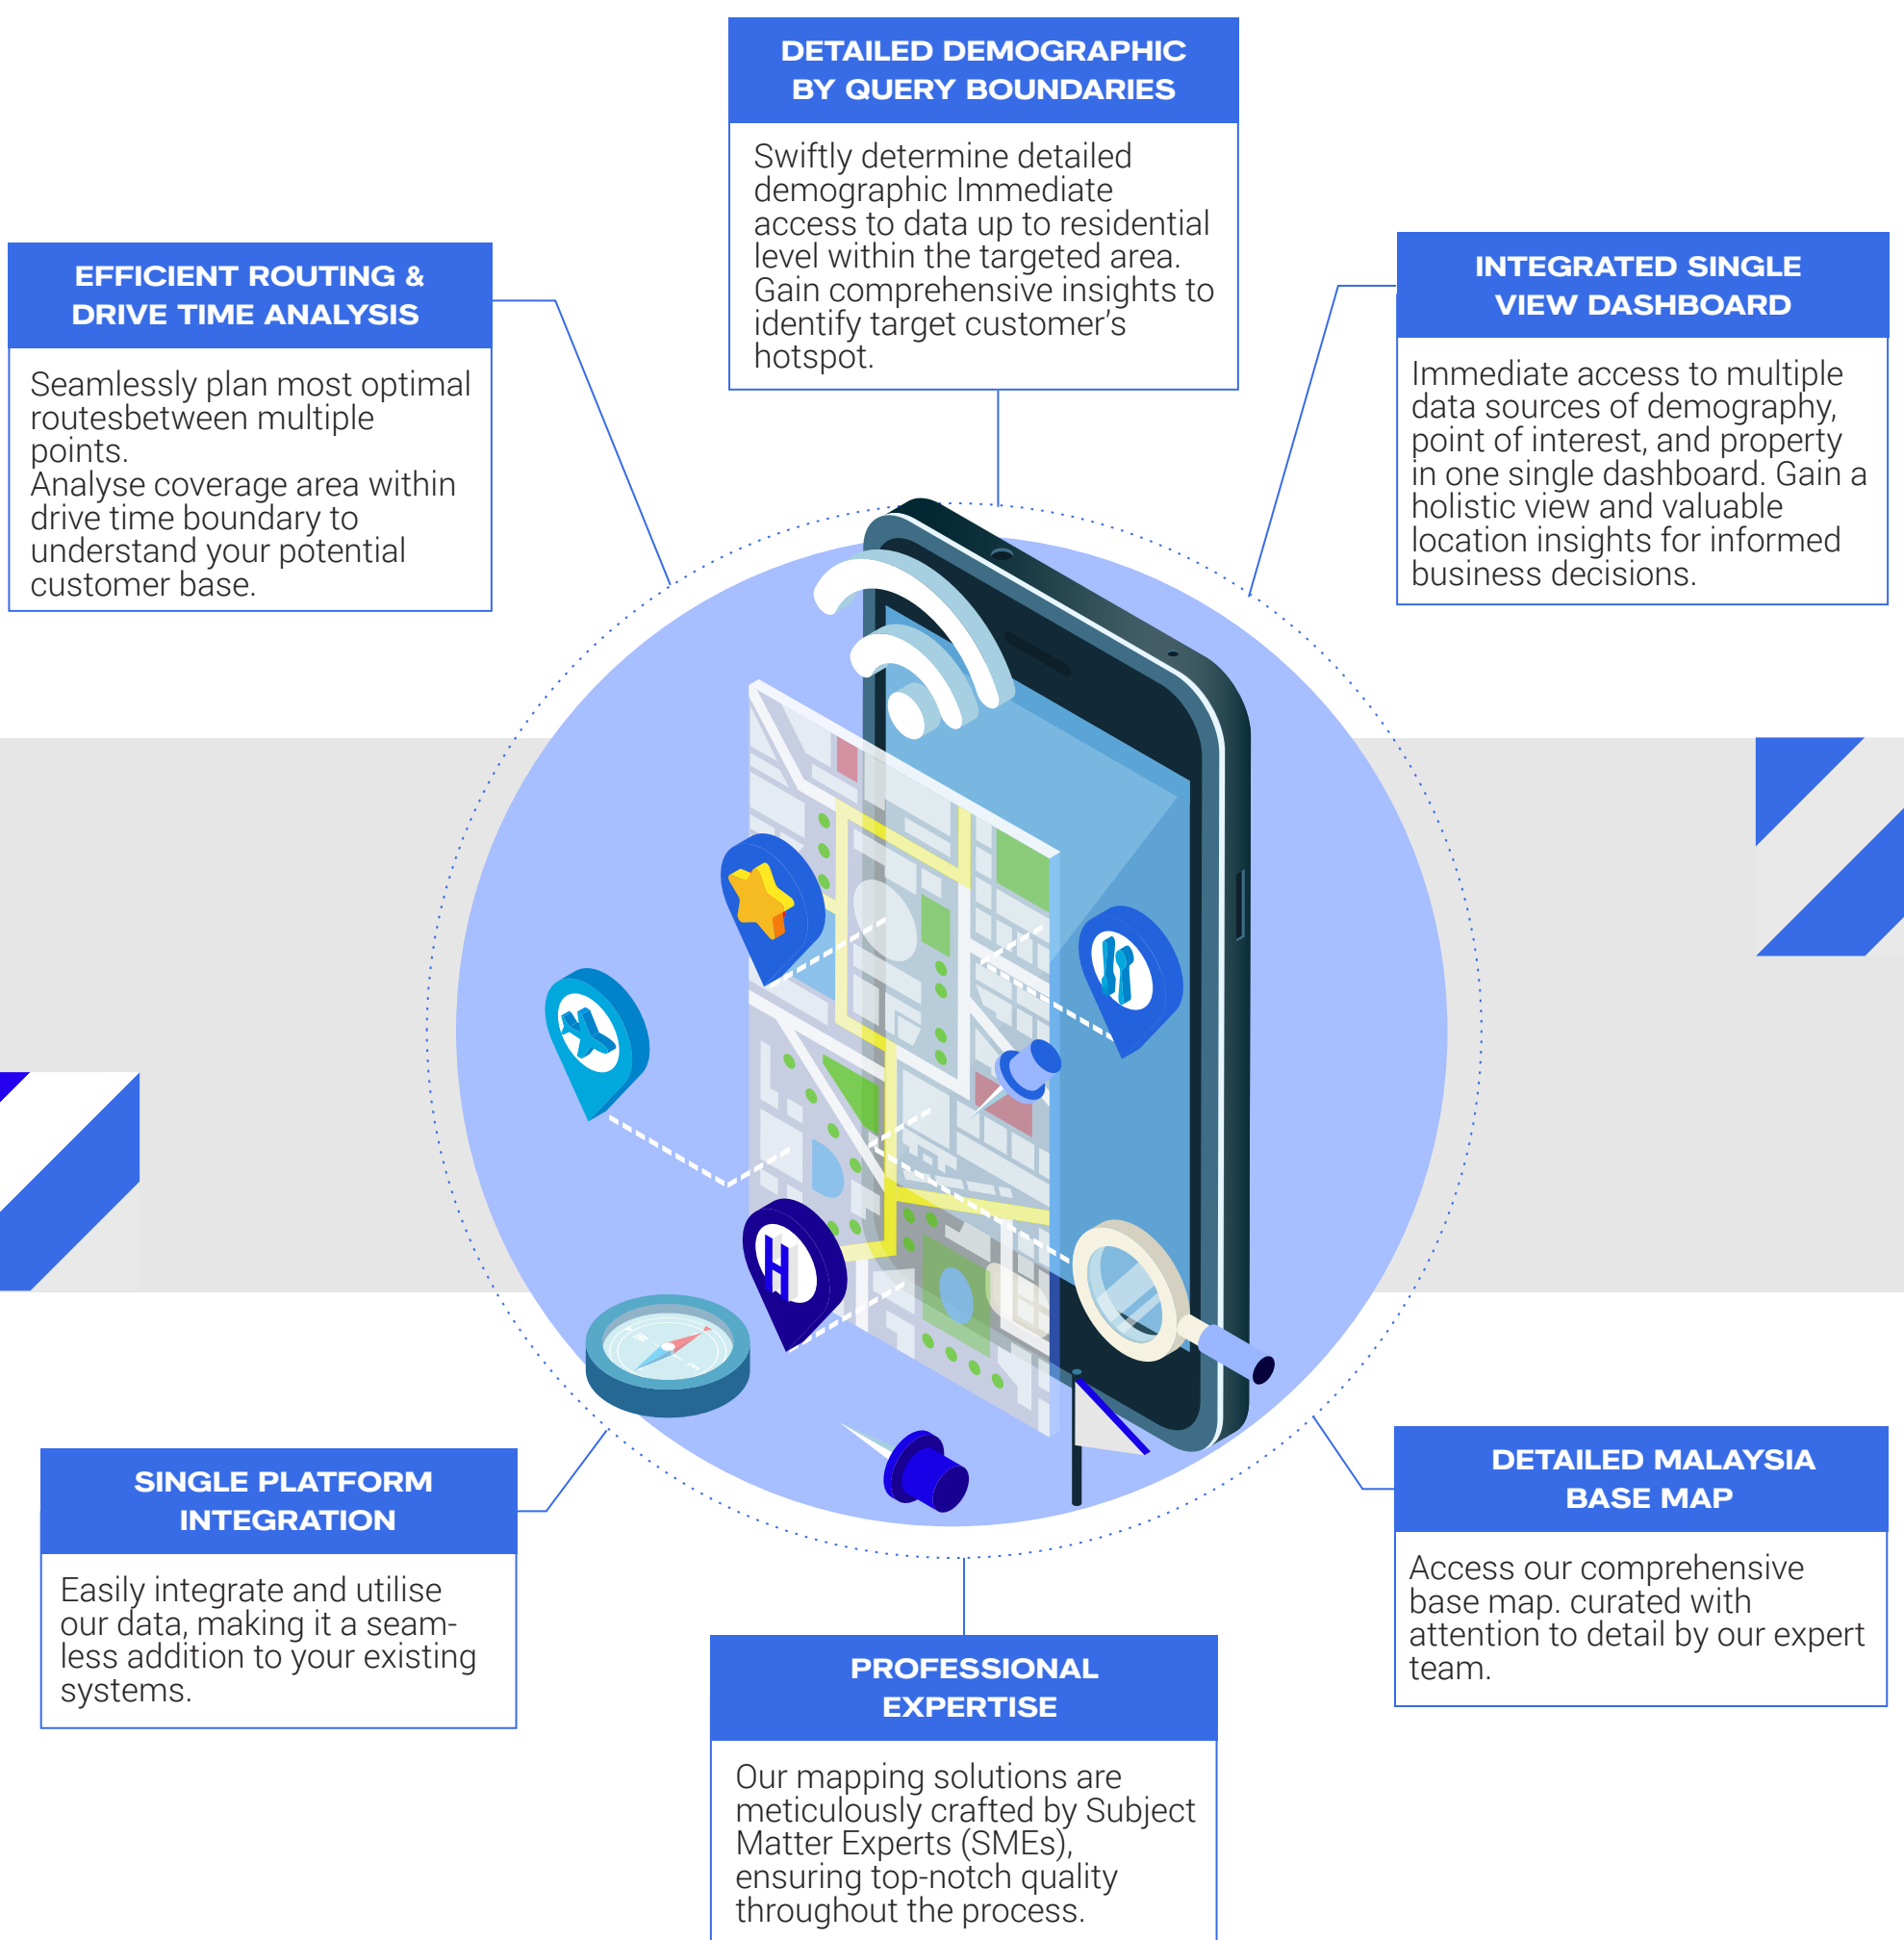 DETAILED DEMOGRAPHIC
BY QUERY BOUNDARIES
Swiftly determine detailed
demographic Immediate
access to data up to residential
level within the targeted area.
Gain comprehensive insights to
identify target customer’s
hotspot.
EFFICIENT ROUTING &
DRIVE TIME ANALYSIS
Seamlessly plan most optimal
routesbetween multiple
points.
Analyse coverage area within
drive time boundary to
understand your potential
customer base.
INTEGRATED SINGLE
VIEW DASHBOARD
Immediate access to multiple
data sources of demography,
point of interest, and property
in one single dashboard. Gain a
holistic view and valuable
location insights for informed
business decisions.
H
SINGLE PLATFORM
INTEGRATION
Easily integrate and utilise
our data, making it a seam-
less addition to your existing
systems.
PROFESSIONAL
EXPERTISE
Our mapping solutions are
meticulously crafted by Subject
Matter Experts (SMEs),
ensuring top-notch quality
throughout the process.
DETAILED MALAYSIA
BASE MAP
Access our comprehensive
base map. curated with
attention to detail by our expert
team.